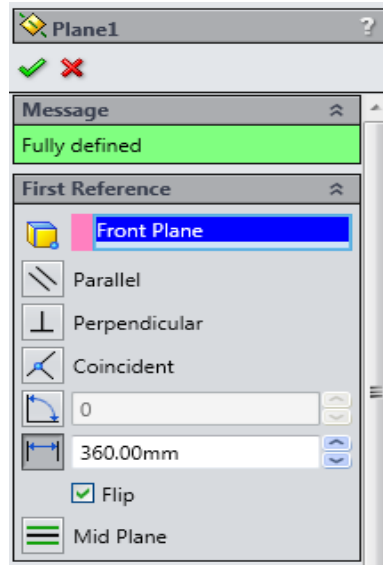 Plane1
?
Message
Fully defined
First Reference
Front Plane
Parallel
Perpendicular
Coincident
0
360.00mm
Flip
Mid Plane